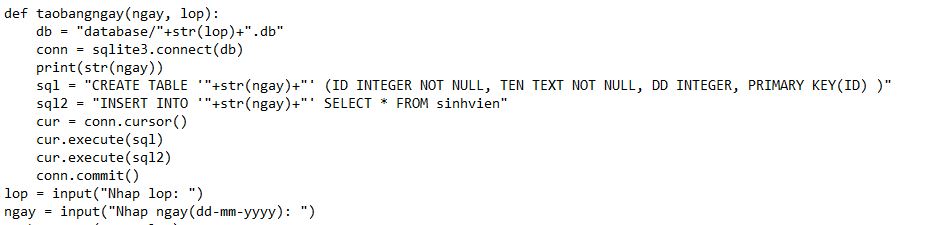 def taobangngay(ngay, lop):
    db = "database/"+str(lop)+".db"
    conn = sqlite3.connect(db)
    print(str(ngay))
    sql = "CREATE TABLE '"+str(ngay)+"' (ID INTEGER NOT NULL, TEN TEXT NOT NULL, DD INTEGER, PRIMARY KEY(ID) )"
    sql2 = "INSERT INTO '"+str(ngay)+"' SELECT * FROM sinhvien"
    cur = conn.cursor()
    cur.execute(sql)
    cur.execute(sql2)
    conn.commit()
lop = input("Nhap lop: ")
ngay = input("Nhap ngay(dd-mm-yyyy): ")